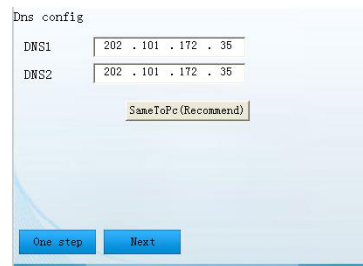 Dns config
DNS1 202 . 101 . 172 . 35
DNS2 202 . 101 . 172 . 35
SameToPc(Recommend)
One step Next